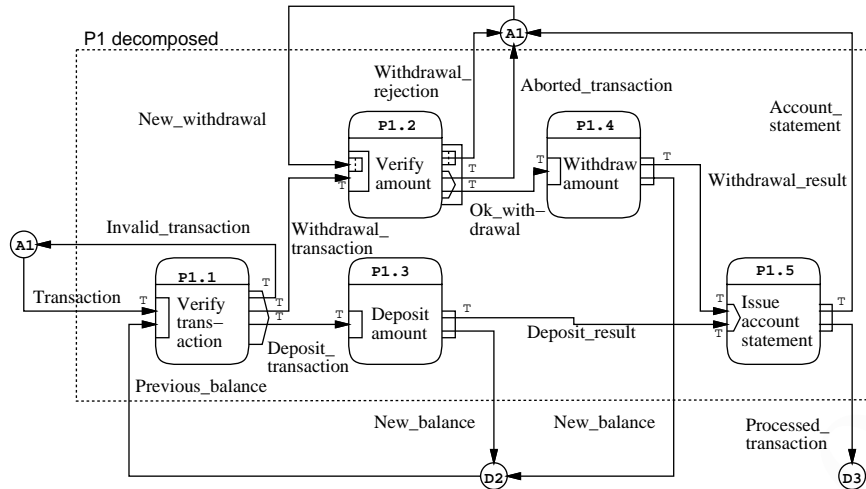 A1
P1 decomposed
Withdrawal_
rejection
Aborted_transaction
Account_
statement
New_withdrawal
P1.2
P1.4
T
T
Verify
amount
Withdraw
amount
T
T
T
T
Withdrawal_result
Ok_with–
drawal
Invalid_transaction
Withdrawal_
transaction
A1
P1.1
P1.3
P1.5
T
T
Transaction
T
Verify
trans–
action
T
T
T
Deposit
amount
T
T
T
Issue
account
statement
T
Deposit_
transaction
Deposit_result
Previous_balance
New_balance
New_balance
Processed_
transaction
D2
D3